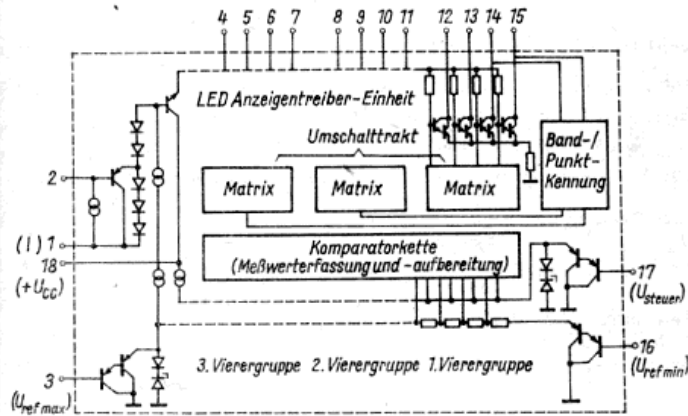 4 5 6 7 8 9 10 11 12 13 14 15
LED Anzeigentreiber-Einheit
Umschalttrakt
Band-/
Punkt-
Kennung
2
Matrix Matrix Matrix
(⊥) 1
18
(+U_CC)
Komparatorkette
(Meßwerterfassung und -aufbereitung)
17
(U_steuer)
3. Vierergruppe 2. Vierergruppe 1. Vierergruppe
16
(U_ref min)
3
(U_ref max)